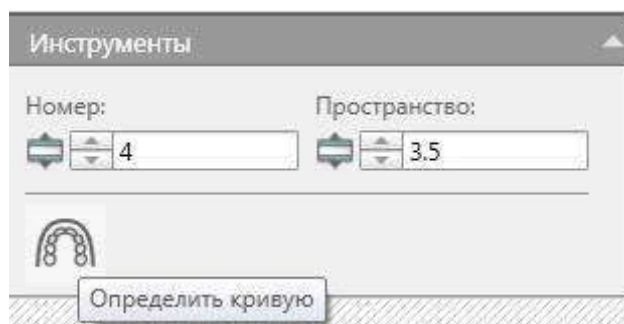 Инструменты
Номер: Пространство:
4 3.5
Определить кривую